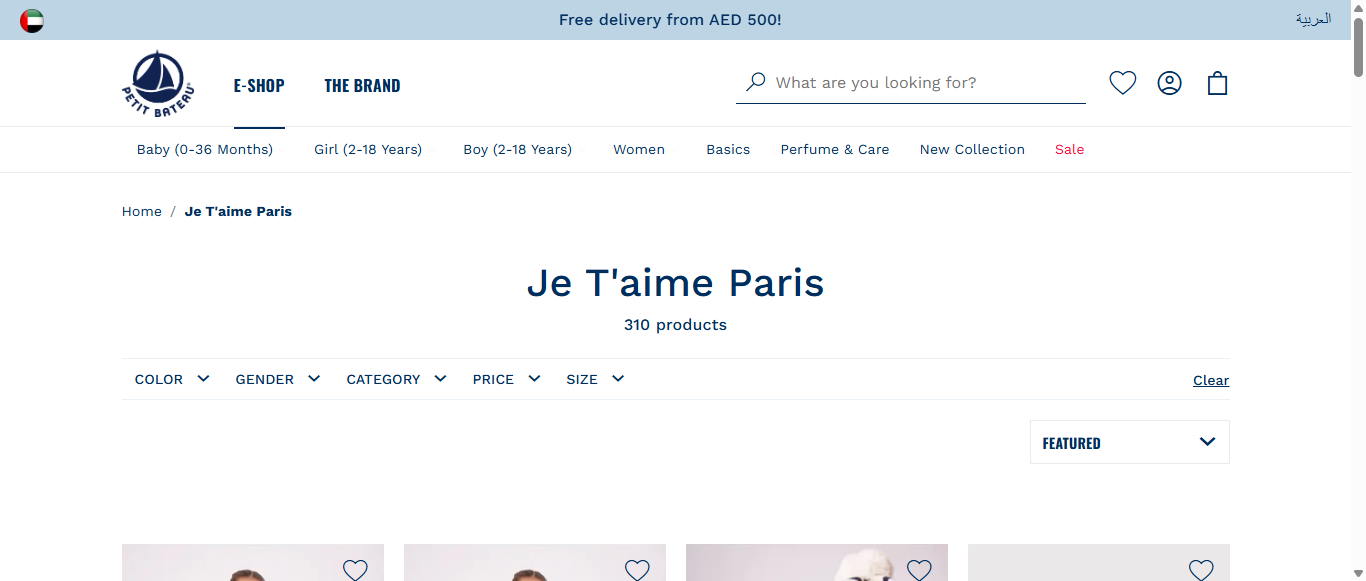 Free delivery from AED 500!
العربية
PETIT BATEAU
E-SHOP
THE BRAND
What are you looking for?
Baby (0-36 Months)
Girl (2-18 Years)
Boy (2-18 Years)
Women
Basics
Perfume & Care
New Collection
Sale
Home / Je T'aime Paris
Je T'aime Paris
310 products
COLOR
GENDER
CATEGORY
PRICE
SIZE
Clear
FEATURED